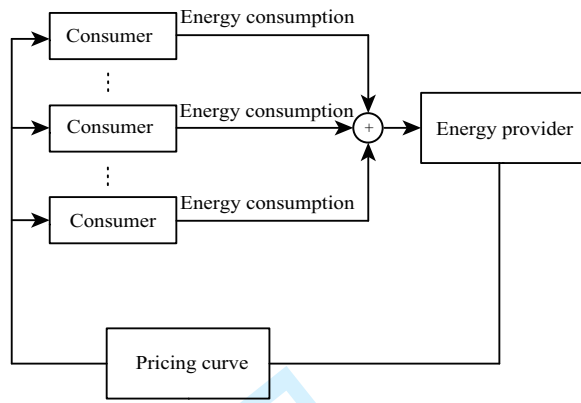 Energy consumption
Consumer
Energy consumption
Consumer
+
Energy provider
Energy consumption
Consumer
Pricing curve